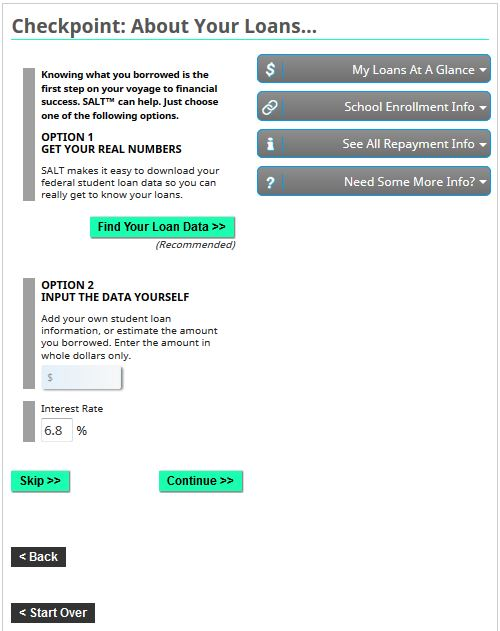 Checkpoint: About Your Loans...
Knowing what you borrowed is the
first step on your voyage to financial
success. SALT™ can help. Just choose
one of the following options.
OPTION 1
GET YOUR REAL NUMBERS
SALT makes it easy to download your
federal student loan data so you can
really get to know your loans.
Find Your Loan Data >>
(Recommended)
OPTION 2
INPUT THE DATA YOURSELF
Add your own student loan
information, or estimate the amount
you borrowed. Enter the amount in
whole dollars only.
$
Interest Rate
6.8 %
Skip >>
Continue >>
< Back
< Start Over
$ My Loans At A Glance
School Enrollment Info
i See All Repayment Info
? Need Some More Info?